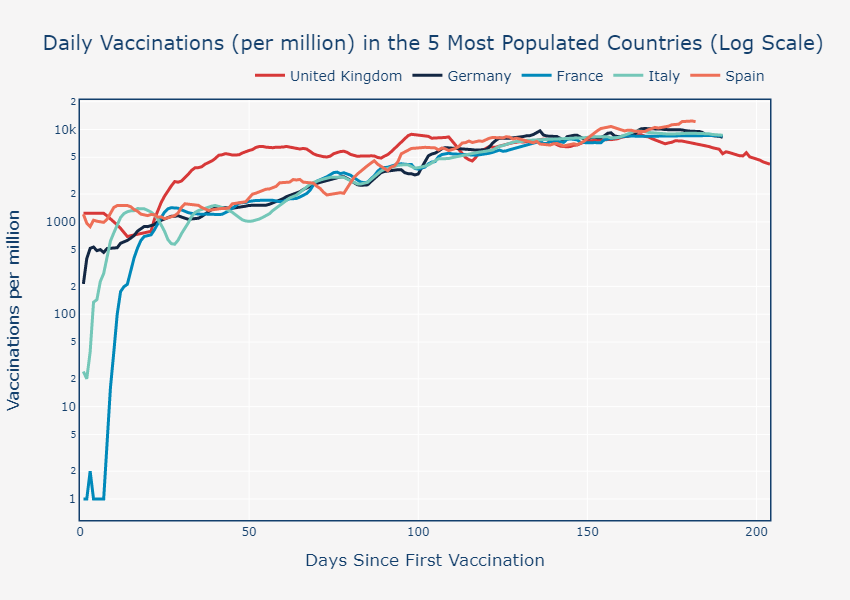 Daily Vaccinations (per million) in the 5 Most Populated Countries (Log Scale)
United Kingdom Germany France Italy Spain
2
10k
5
2
1000
5
2
100
5
2
10
5
2
1
0 50 100 150 200
Vaccinations per million
Days Since First Vaccination